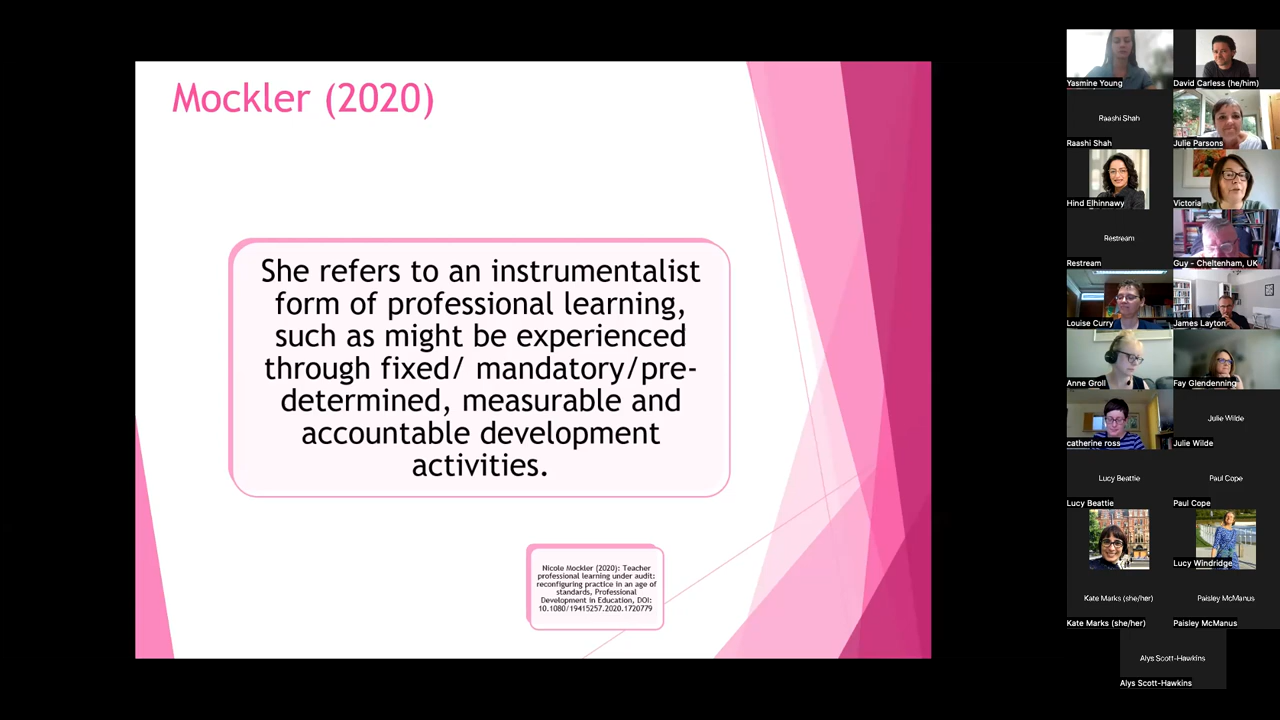 Mockler (2020)
She refers to an instrumentalist
form of professional learning,
such as might be experienced
through fixed/ mandatory/pre-
determined, measurable and
accountable development
activities.
Nicole Mockler (2020): Teacher
professional learning under audit:
reconfiguring practice in an age of
standards, Professional
Development in Education, DOI:
10.1080/19415257.2020.1720779
Yasmine Young
David Carless (he/him)
Raashi Shah
Raashi Shah
Julie Parsons
Hind Elhinnawy
Victoria
Restream
Restream
Guy - Cheltenham, UK
Louise Curry
James Layton
Anne Groll
Fay Glendenning
catherine ross
Julie Wilde
Julie Wilde
Lucy Beattie
Lucy Beattie
Paul Cope
Paul Cope
Lucy Windridge
Kate Marks (she/her)
Kate Marks (she/her)
Paisley McManus
Paisley McManus
Alys Scott-Hawkins
Alys Scott-Hawkins